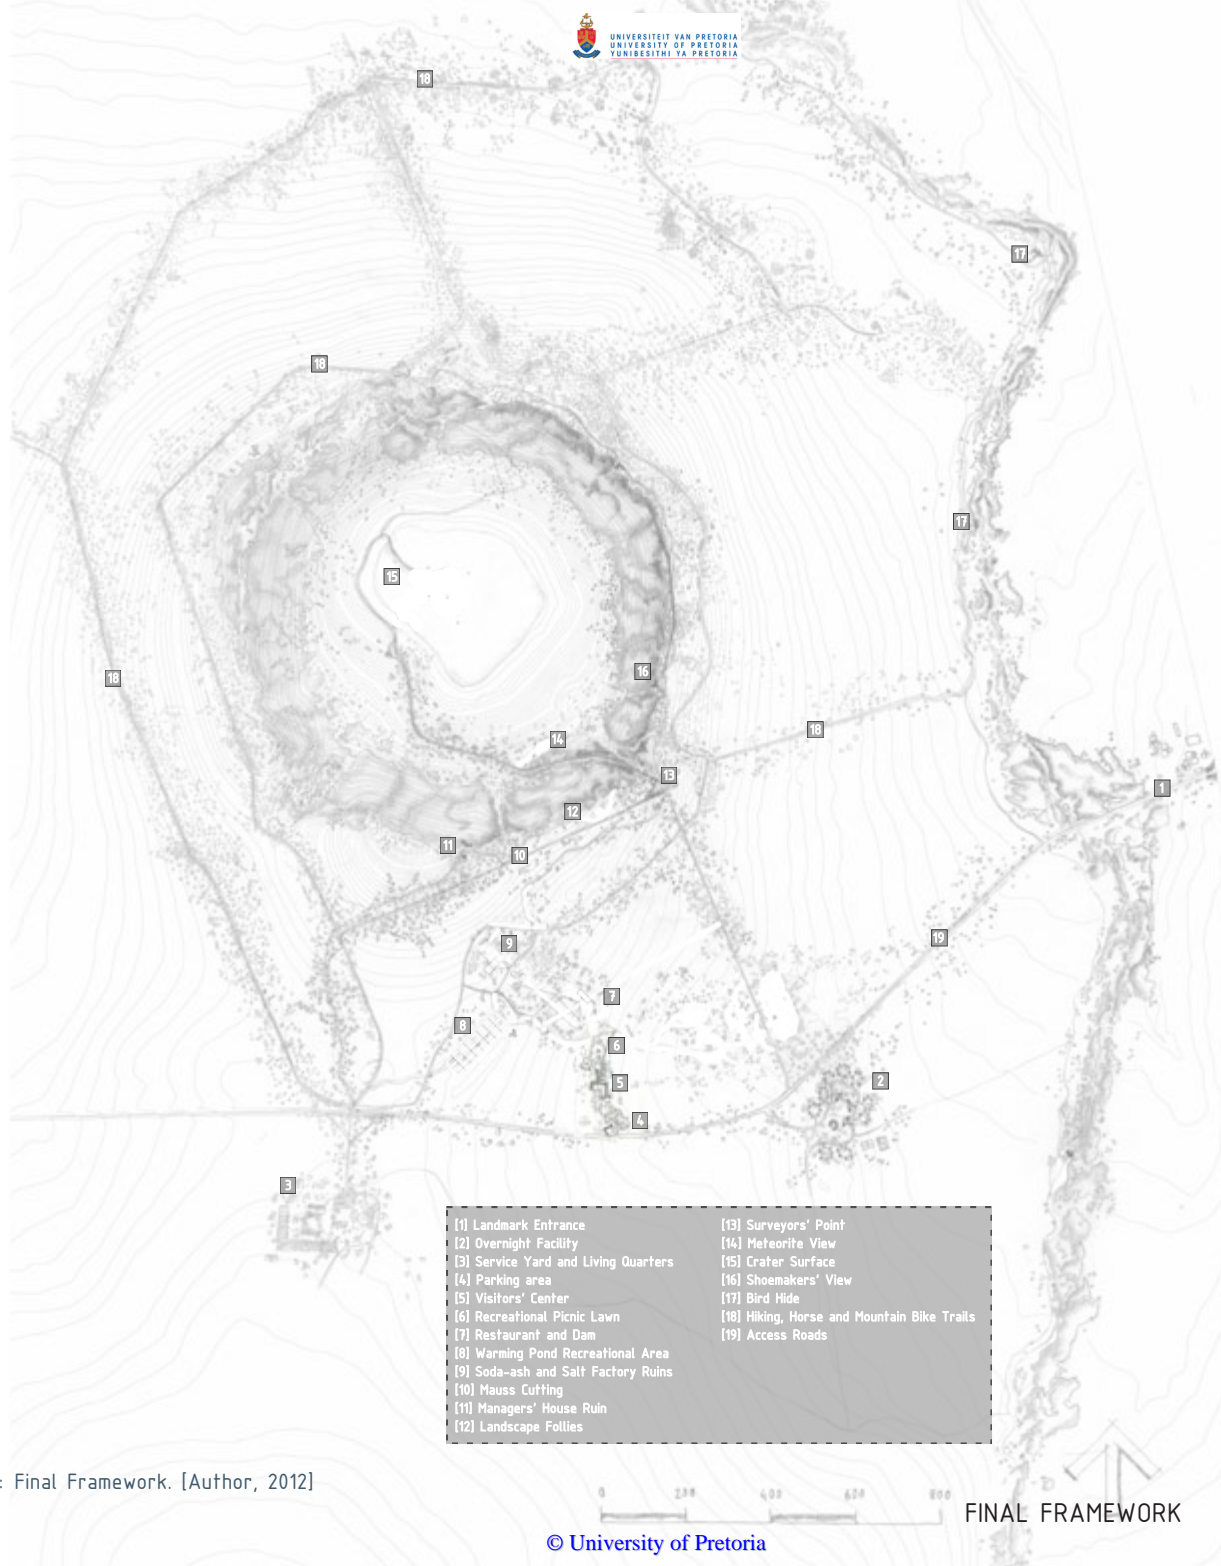 UNIVERSITEIT VAN PRETORIA
UNIVERSITY OF PRETORIA
YUNIBESITHI YA PRETORIA
18
17
18
17
15
16
18
18
14
13
1
12
11
10
19
9
7
8
6
5
2
4
3
[1] Landmark Entrance
[2] Overnight Facility
[3] Service Yard and Living Quarters
[4] Parking area
[5] Visitors' Center
[6] Recreational Picnic Lawn
[7] Restaurant and Dam
[8] Warming Pond Recreational Area
[9] Soda-ash and Salt Factory Ruins
[10] Mauss Cutting
[11] Managers' House Ruin
[12] Landscape Follies
[13] Surveyors' Point
[14] Meteorite View
[15] Crater Surface
[16] Shoemakers' View
[17] Bird Hide
[18] Hiking, Horse and Mountain Bike Trails
[19] Access Roads
: Final Framework. [Author, 2012]
0 200 400 600 800
FINAL FRAMEWORK
© University of Pretoria